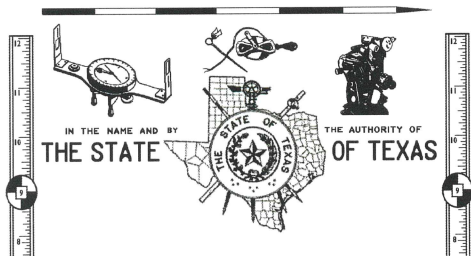 12 12
11 11
IN THE NAME AND BY THE AUTHORITY OF
10 10
THE STATE OF TEXAS
THE STATE OF TEXAS
9 9
8 8